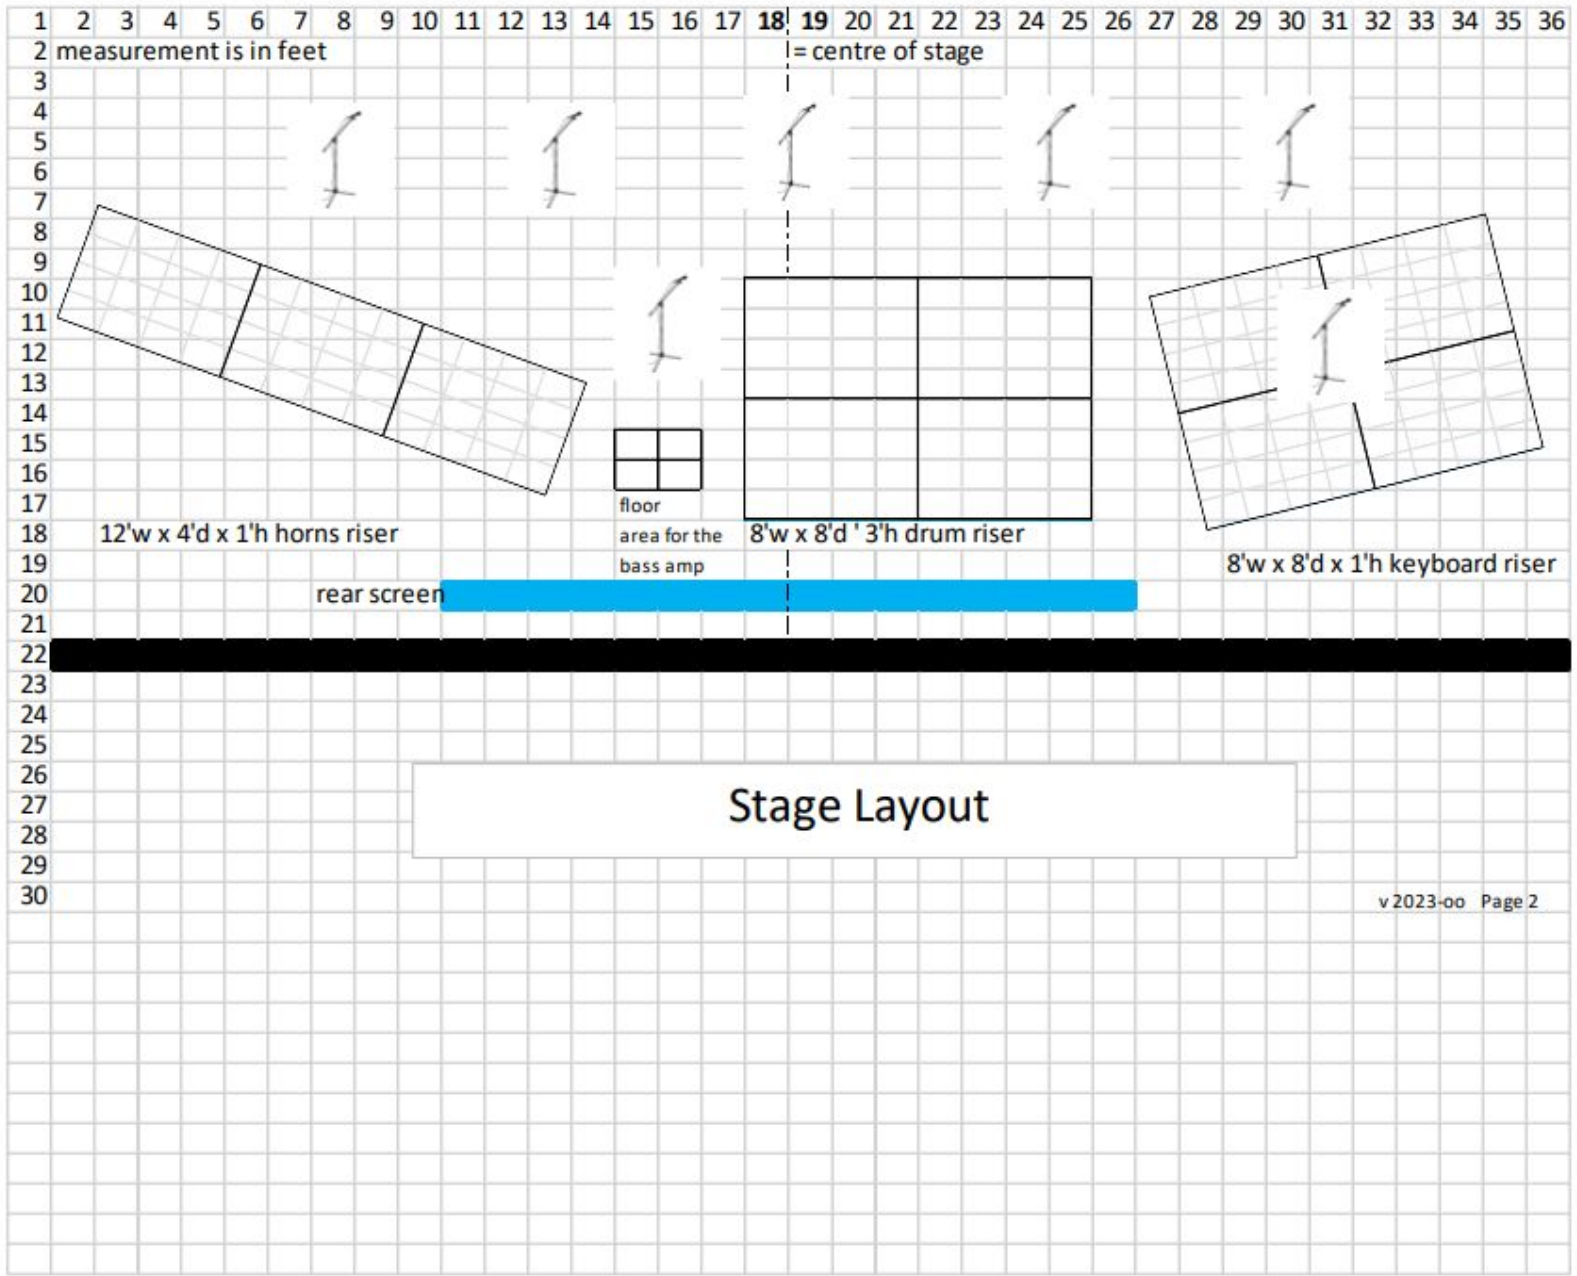 1 2 3 4 5 6 7 8 9 10 11 12 13 14 15 16 17 18 19 20 21 22 23 24 25 26 27 28 29 30 31 32 33 34 35 36
2 measurement is in feet = centre of stage
3
4
5
6
7
8
9
10
11
12
13
14
15
16
17 floor
18 12'w x 4'd x 1'h horns riser area for the 8'w x 8'd ' 3'h drum riser
19 bass amp 8'w x 8'd x 1'h keyboard riser
20 rear screen
21
22
23
24
25
26
27 Stage Layout
28
29
30 v 2023-oo Page 2